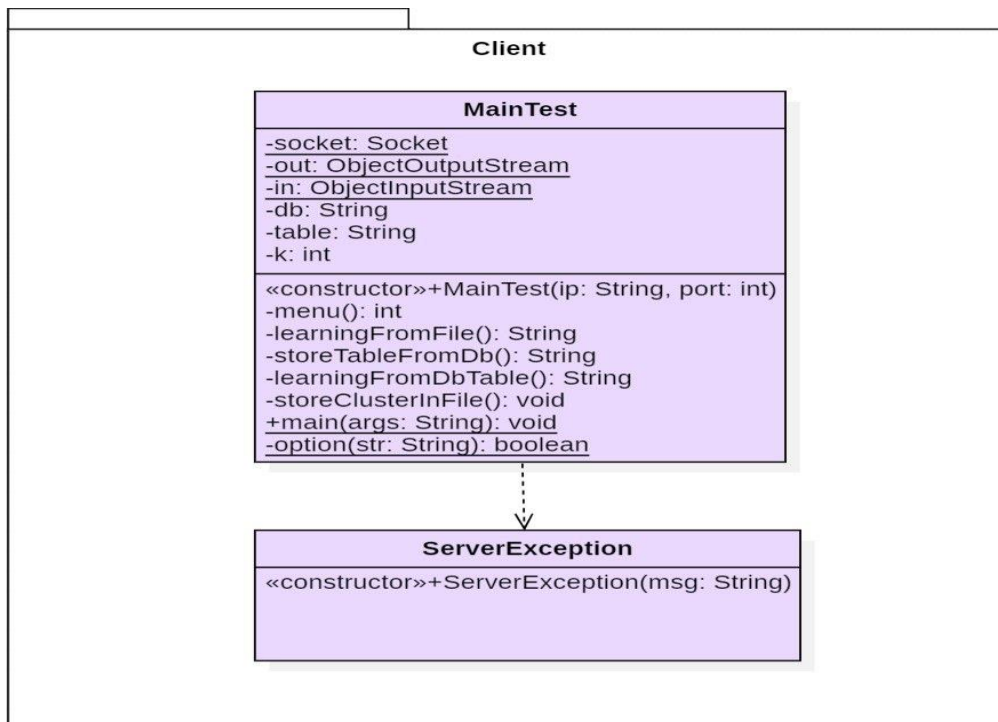 Client
MainTest
-socket: Socket
-out: ObjectOutputStream
-in: ObjectInputStream
-db: String
-table: String
-k: int
«constructor»+MainTest(ip: String, port: int)
-menu(): int
-learningFromFile(): String
-storeTableFromDb(): String
-learningFromDbTable(): String
-storeClusterInFile(): void
+main(args: String): void
-option(str: String): boolean
ServerException
«constructor»+ServerException(msg: String)